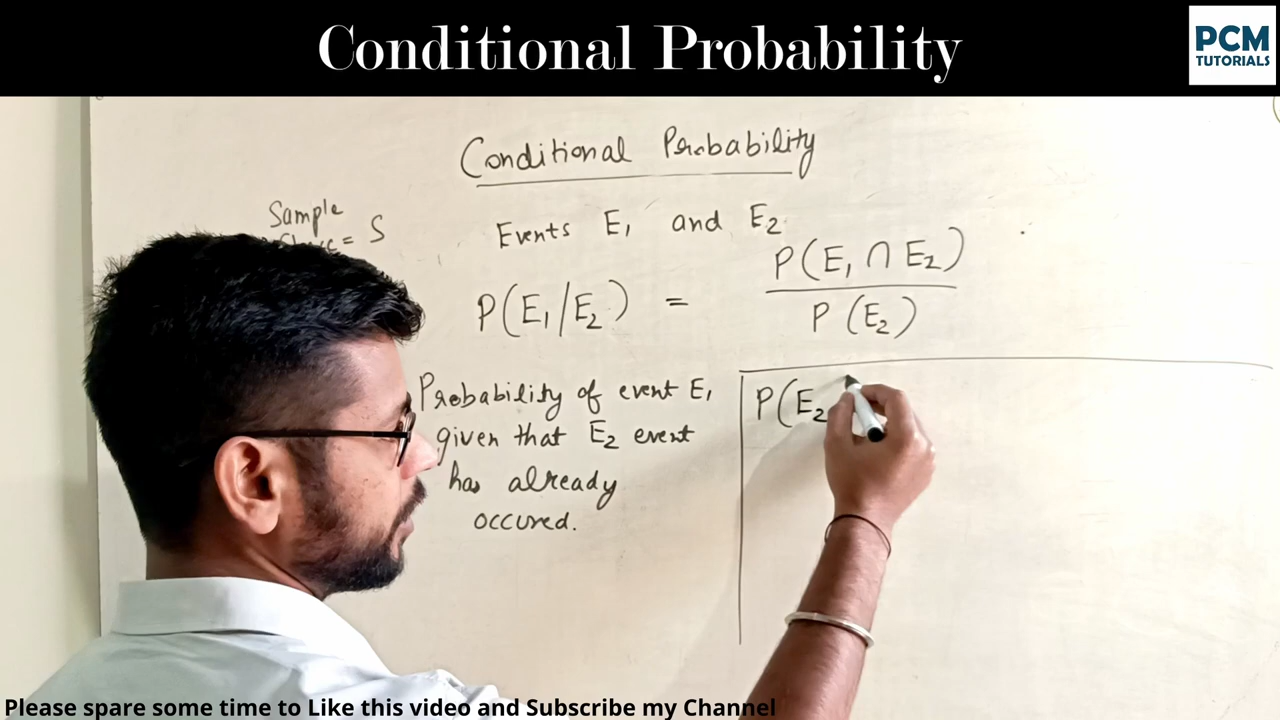 Conditional Probability
PCM
TUTORIALS
Conditional Probability
Sample
= S
Events E₁ and E₂
P(E₁/E₂) = P(E₁ ∩ E₂)
P(E₂)
Probability of event E₁
given that E₂ event
has already
occured.
P(E₂
Please spare some time to Like this video and Subscribe my Channel